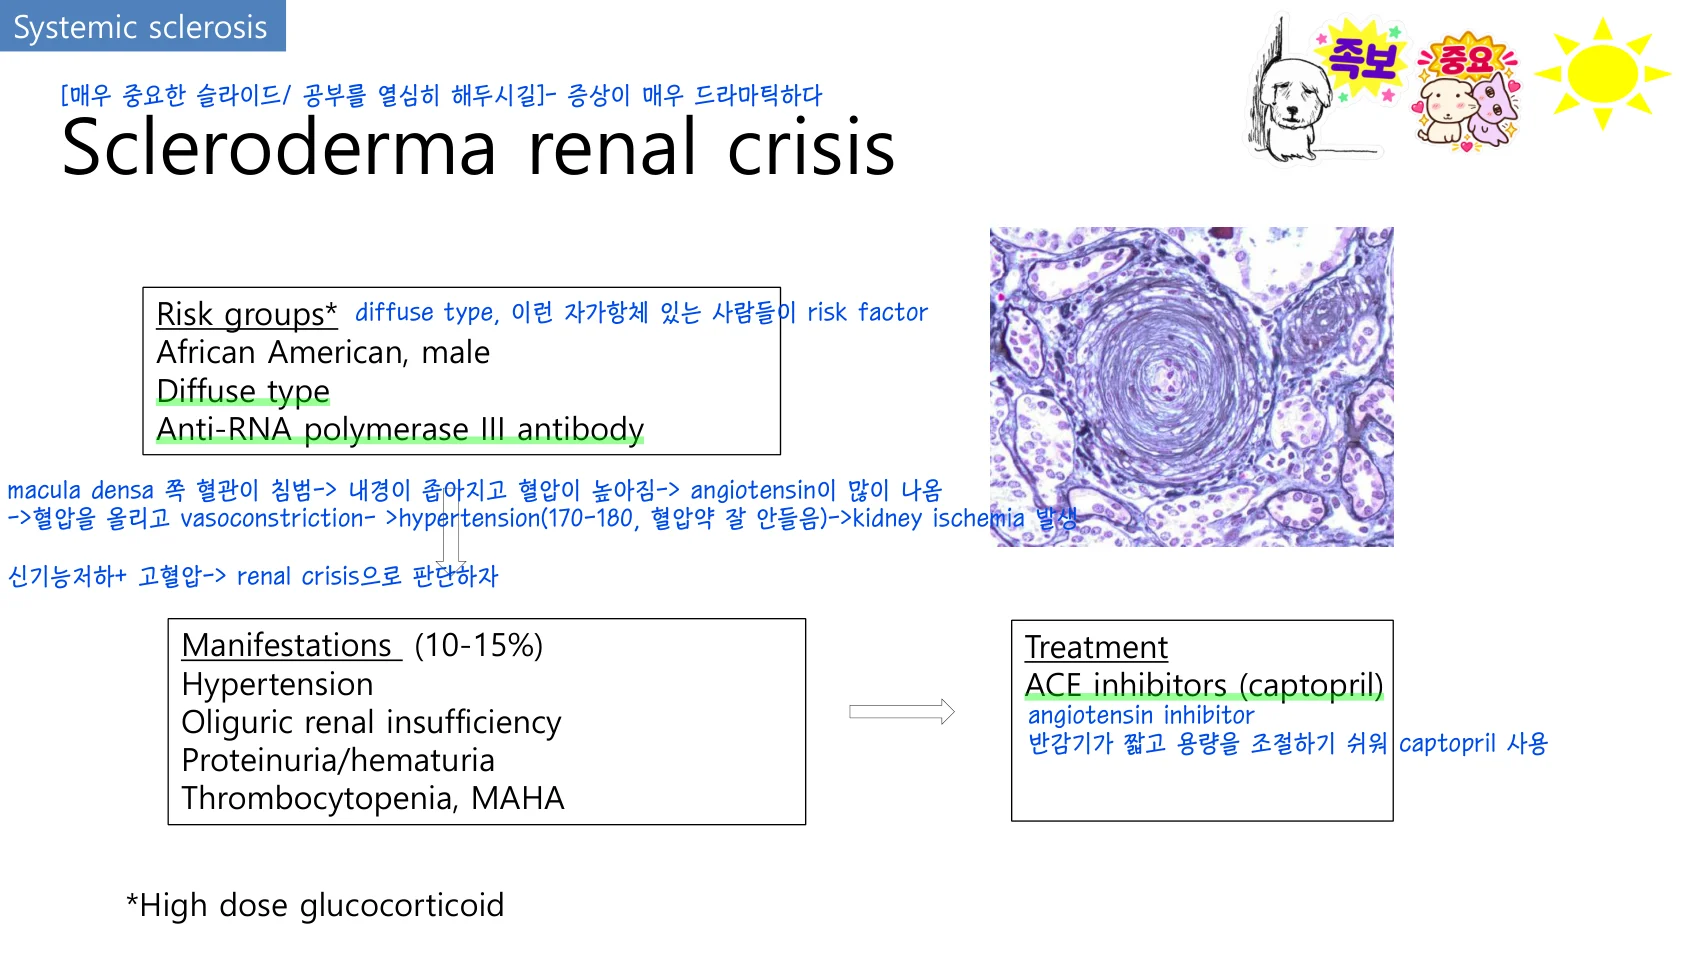 Systemic sclerosis
족보
중요
[매우 중요한 슬라이드/ 공부를 열심히 해두시길]- 증상이 매우 드라마틱하다
Scleroderma renal crisis
Risk groups* diffuse type, 이런 자가항체 있는 사람들이 risk factor
African American, male
Diffuse type
Anti-RNA polymerase III antibody
macula densa 쪽 혈관이 침범-> 내경이 좁아지고 혈압이 높아짐-> angiotensin이 많이 나옴
->혈압을 올리고 vasoconstriction- >hypertension(170-180, 혈압약 잘 안들음)->kidney ischemia 발생
신기능저하+ 고혈압-> renal crisis으로 판단하자
Manifestations (10-15%)
Hypertension
Oliguric renal insufficiency
Proteinuria/hematuria
Thrombocytopenia, MAHA
Treatment
ACE inhibitors (captopril)
angiotensin inhibitor
반감기가 짧고 용량을 조절하기 쉬워 captopril 사용
*High dose glucocorticoid